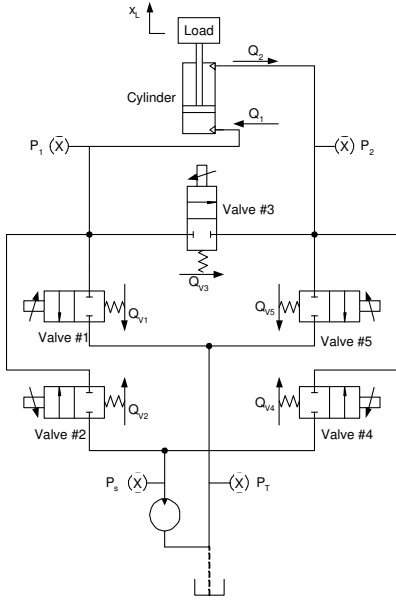 x_L
Load
Q_2
Cylinder
Q_1
P_1 (X̄)
(X̄) P_2
Valve #3
Q_V3
Q_V1
Q_V5
Valve #1
Valve #5
Q_V2
Q_V4
Valve #2
Valve #4
P_s (X̄)
(X̄) P_T